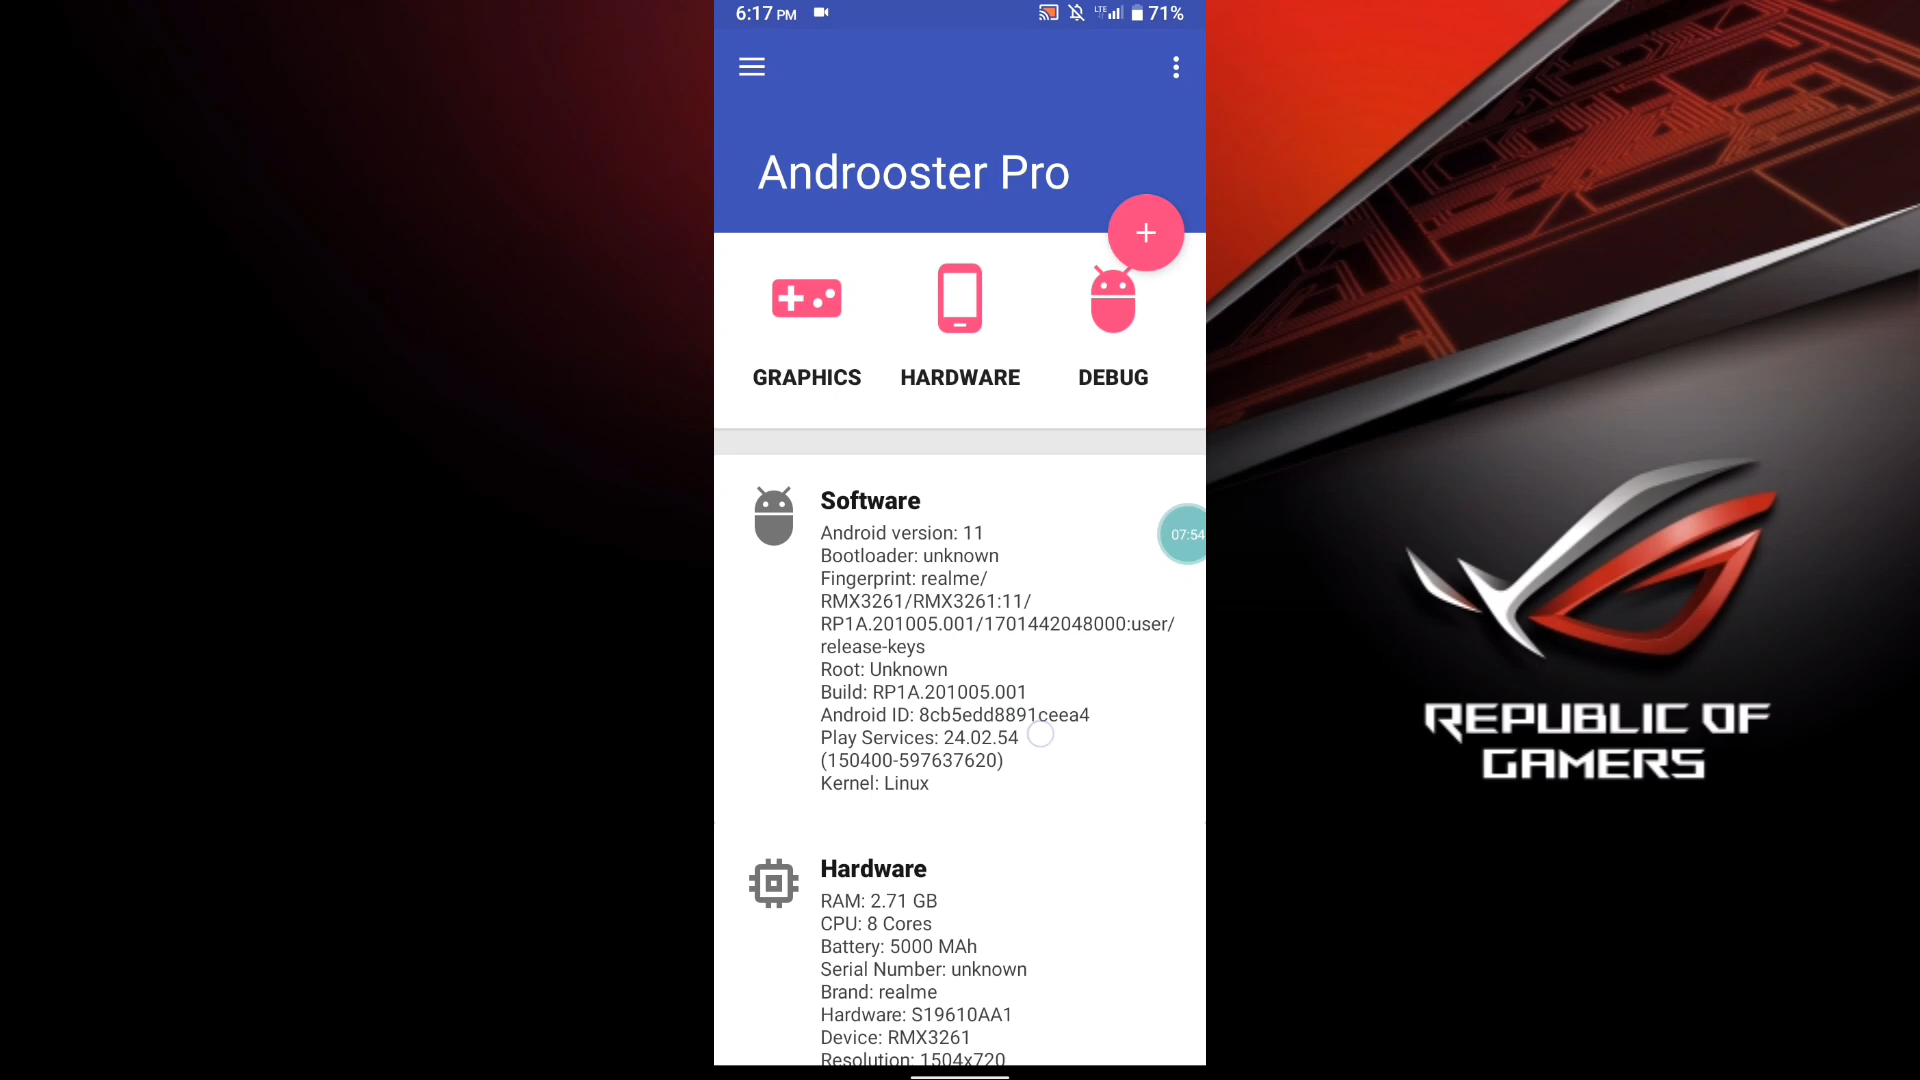 6:17 PM
LTE
71%
Androoster Pro
GRAPHICS
HARDWARE
DEBUG
Software
Android version: 11
Bootloader: unknown
Fingerprint: realme/
RMX3261/RMX3261:11/
RP1A.201005.001/1701442048000:user/
release-keys
Root: Unknown
Build: RP1A.201005.001
Android ID: 8cb5edd8891ceea4
Play Services: 24.02.54
(150400-597637620)
Kernel: Linux
07:54
Hardware
RAM: 2.71 GB
CPU: 8 Cores
Battery: 5000 MAh
Serial Number: unknown
Brand: realme
Hardware: S19610AA1
Device: RMX3261
Resolution: 1504x720
REPUBLIC OF
GAMERS